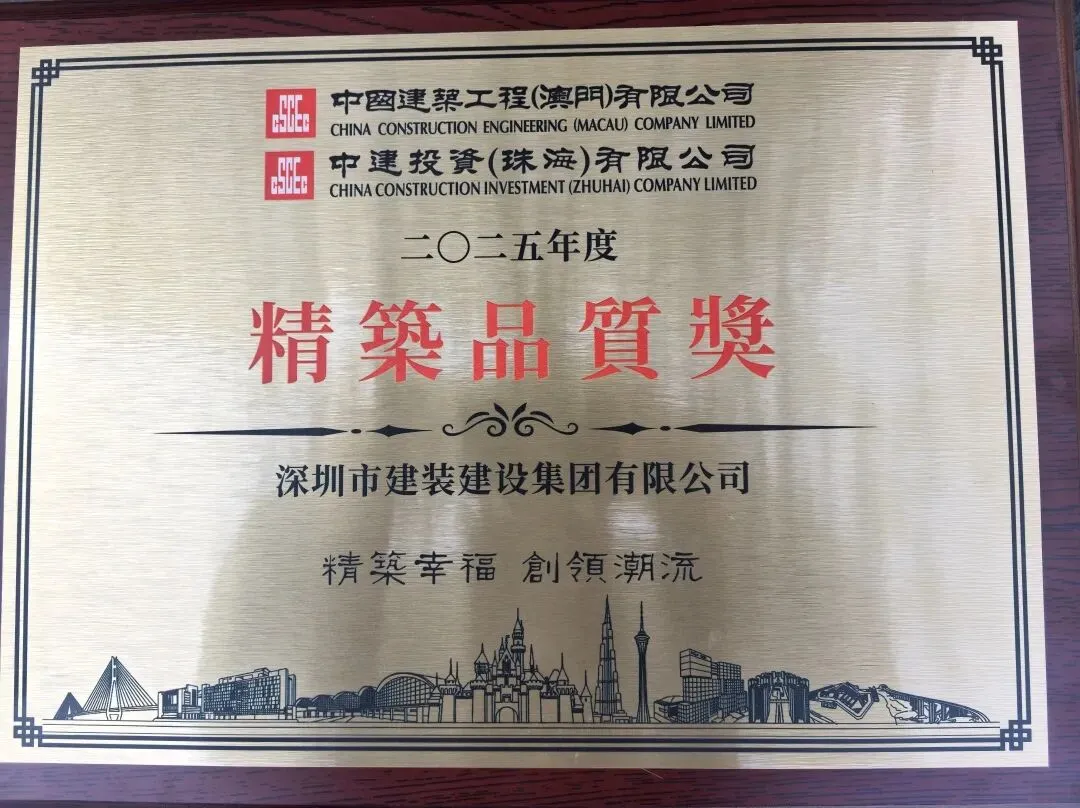 CSCEC
中國建築工程(澳門)有限公司
CHINA CONSTRUCTION ENGINEERING (MACAU) COMPANY LIMITED
CSCEC
中建投資(珠海)有限公司
CHINA CONSTRUCTION INVESTMENT (ZHUHAI) COMPANY LIMITED
二〇二五年度
精築品質獎
深圳市建装建设集团有限公司
精築幸福 創領潮流